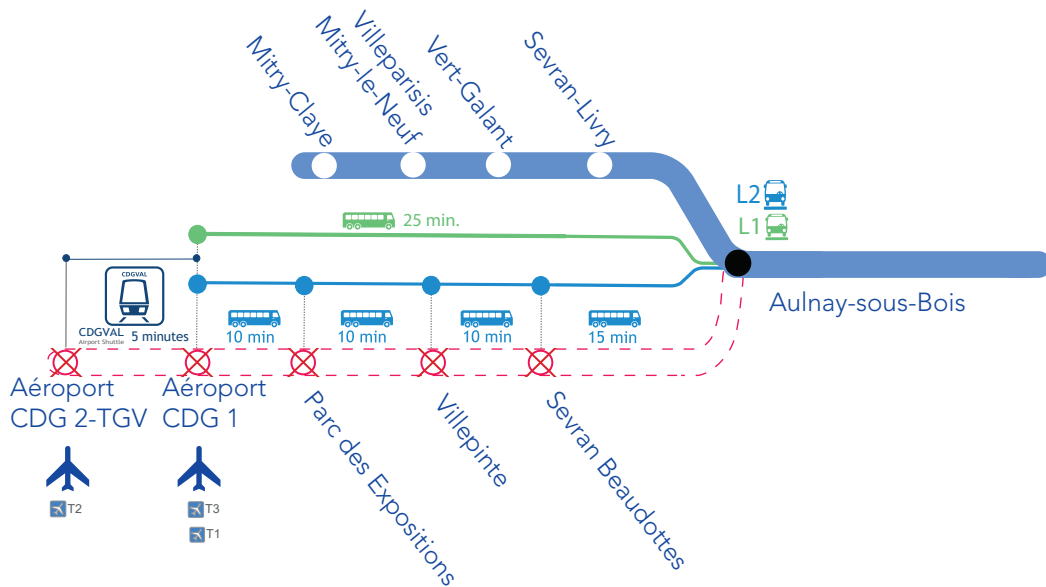 Mitry-Claye
Villeparisis
Mitry-le-Neuf
Vert-Galant
Sevran-Livry
L2
L1
25 min.
Aulnay-sous-Bois
CDGVAL
CDGVAL
Airport Shuttle
5 minutes
10 min
10 min
10 min
15 min
Aéroport
CDG 2-TGV
Aéroport
CDG 1
Parc des Expositions
Villepinte
Sevran Beaudottes
T2
T3
T1